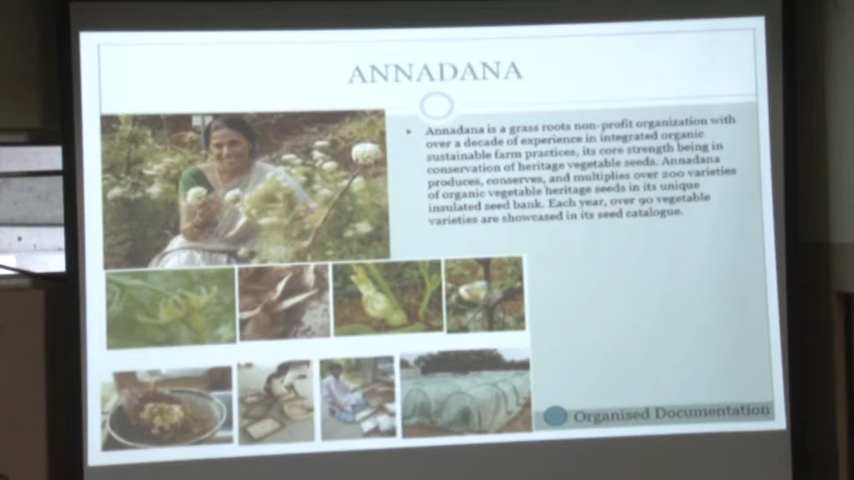 ANNADANA
• Annadana is a grass roots non-profit organization with
over a decade of experience in integrated organic
sustainable farm practices, its core strength being in
conservation of heritage vegetable seeds. Annadana
produces, conserves, and multiplies over 200 varieties
of organic vegetable heritage seeds in its unique
insulated seed bank. Each year, over 90 vegetable
varieties are showcased in its seed catalogue.
Organised Documentation